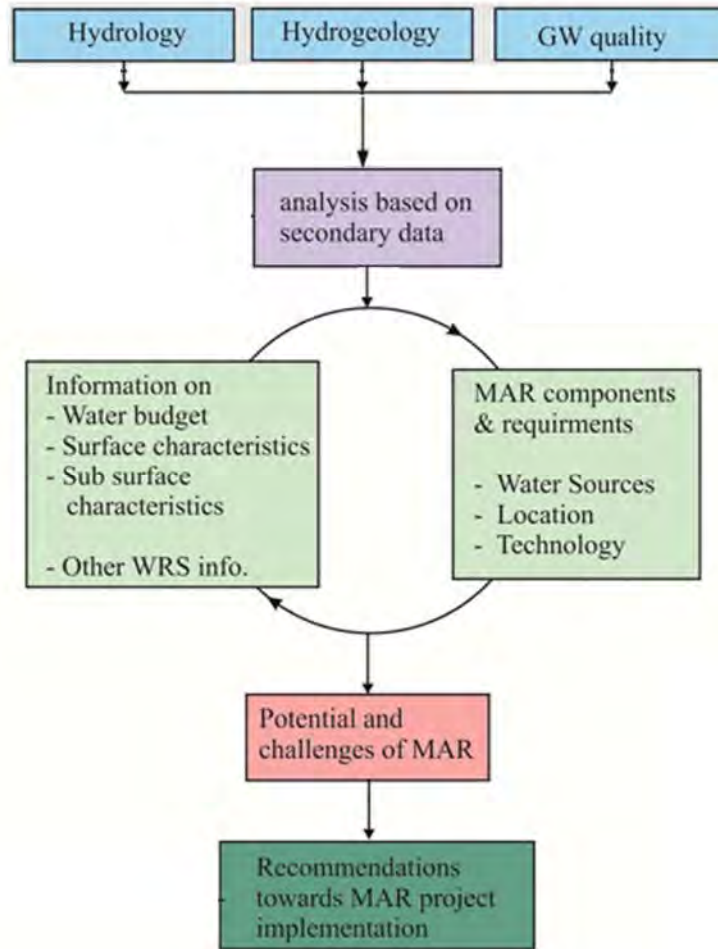 Hydrology
Hydrogeology
GW quality
analysis based on
secondary data
Information on
- Water budget
- Surface characteristics
- Sub surface
characteristics
- Other WRS info.
MAR components
& requirments
- Water Sources
- Location
- Technology
Potential and
challenges of MAR
Recommendations
towards MAR project
implementation